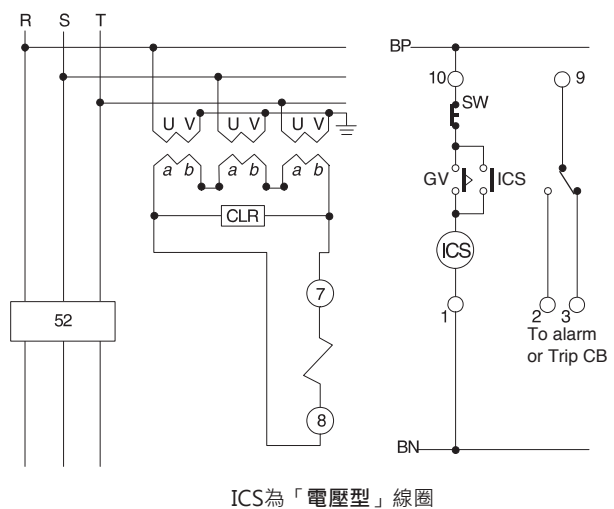 R S T
BP
10
9
SW
U V U V U V
a b a b a b
GV
ICS
CLR
ICS
7
1
2 3
52
To alarm
or Trip CB
8
BN
ICS為「電壓型」線圈